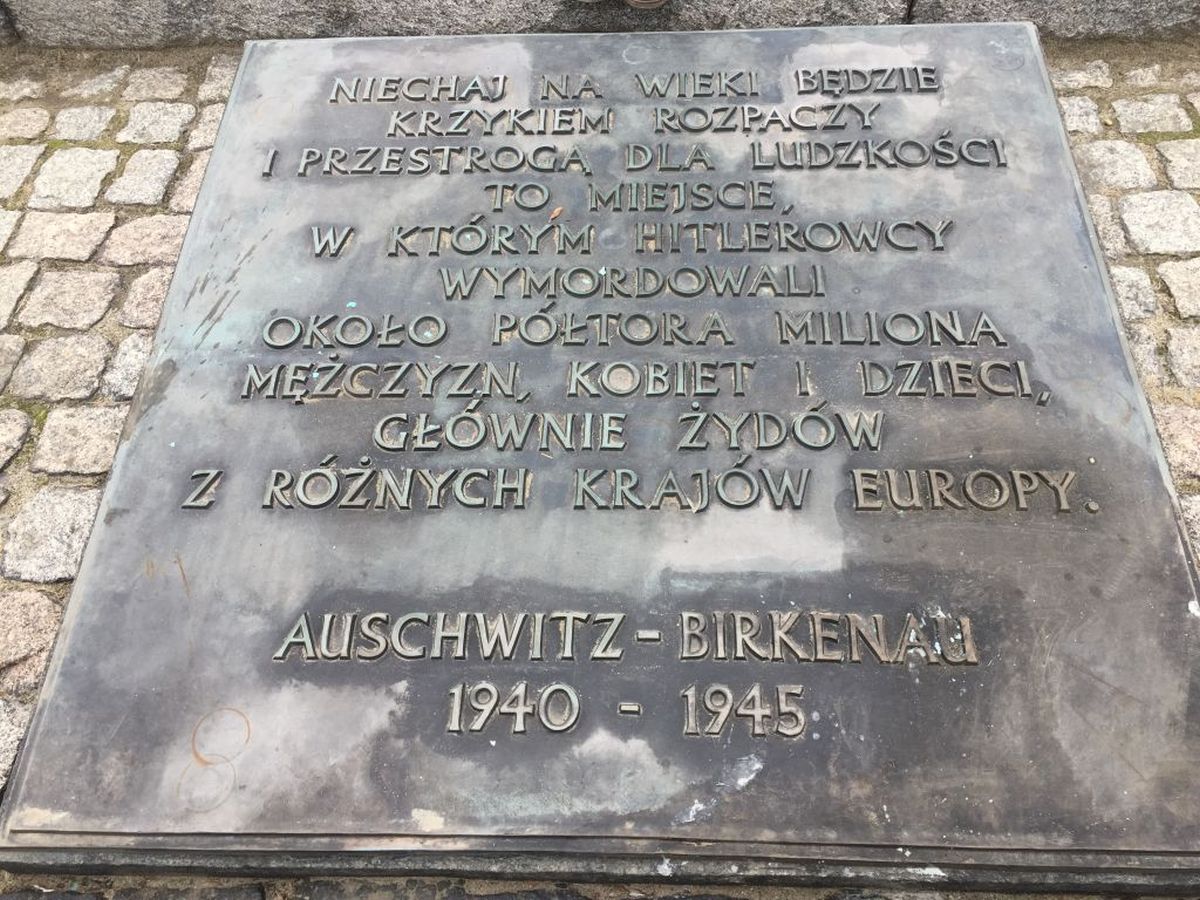 NIECHAJ NA WIEKI BĘDZIE
KRZYKIEM ROZPACZY
I PRZESTROGĄ DLA LUDZKOŚCI
TO MIEJSCE,
W KTÓRYM HITLEROWCY
WYMORDOWALI
OKOŁO PÓŁTORA MILIONA
MĘŻCZYZN, KOBIET I DZIECI,
GŁÓWNIE ŻYDÓW
Z RÓŻNYCH KRAJÓW EUROPY.
AUSCHWITZ - BIRKENAU
1940 - 1945